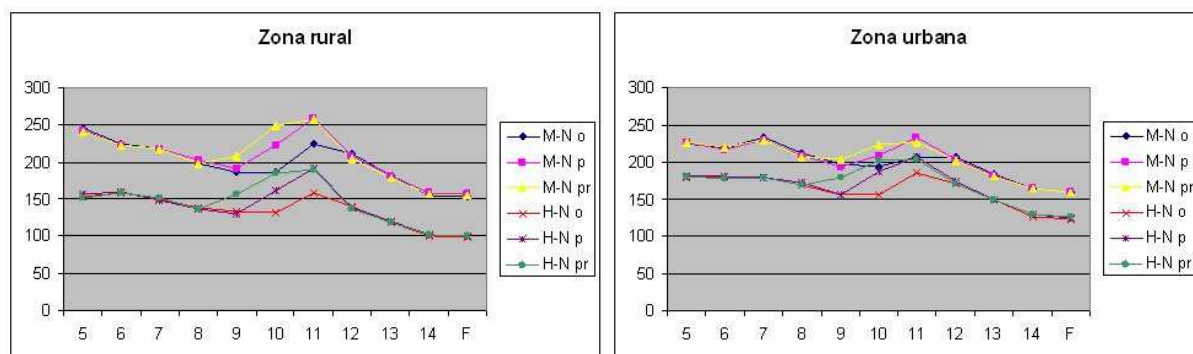 Zona rural
300
250
200
150
100
50
0
5 6 7 8 9 10 11 12 13 14 F
M-N o
M-N p
M-N pr
H-N o
H-N p
H-N pr
Zona urbana
300
250
200
150
100
50
0
5 6 7 8 9 10 11 12 13 14 F
M-N o
M-N p
M-N pr
H-N o
H-N p
H-N pr